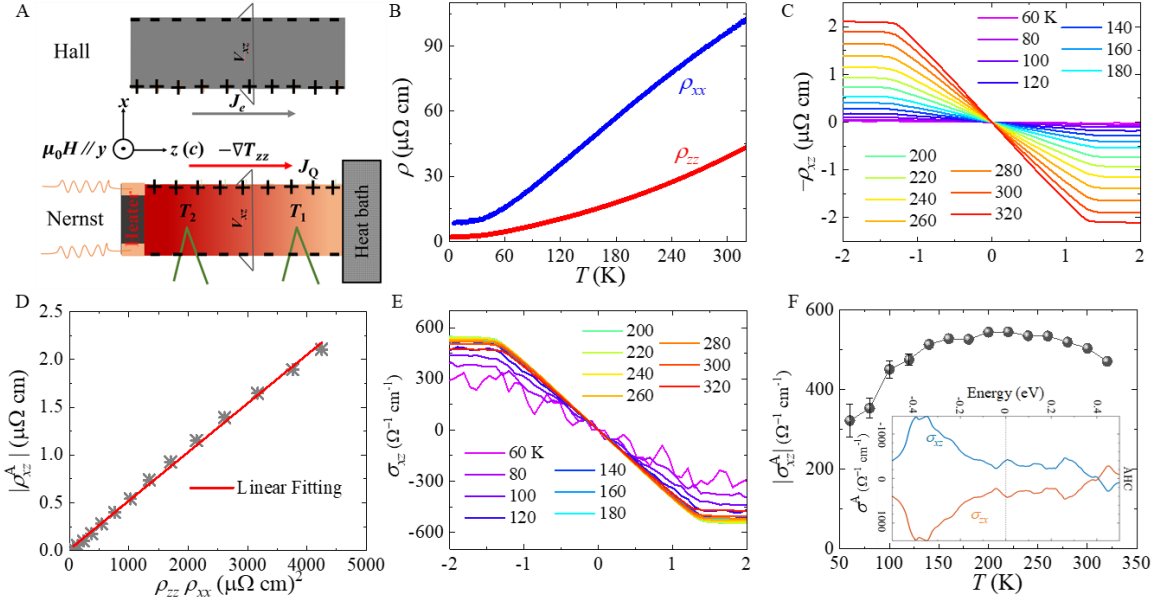 A
Hall
V_xz
J_e
x
μ₀H // y
z (c)
−∇T_zz
J_Q
Nernst
Heater
T₂
V_xz
T₁
Heat bath
B
105
90
60
30
0
ρ (μΩ cm)
ρ_xx
ρ_zz
0 60 120 180 240 300
T (K)
C
2
1
0
-1
-2
−ρ_xz (μΩ cm)
60 K
80
100
120
140
160
180
200
220
240
260
280
300
320
-2 -1 0 1 2
D
2.5
2.0
1.5
1.0
0.5
0.0
|ρ^A_xz| (μΩ cm)
Linear Fitting
0 1000 2000 3000 4000 5000
ρ_zz ρ_xx (μΩ cm)²
E
600
300
0
-300
-600
σ_xz (Ω⁻¹ cm⁻¹)
200
220
240
260
280
300
320
60 K
80
100
120
140
160
180
-2 -1 0 1 2
F
600
450
300
150
0
|σ^A_xz| (Ω⁻¹ cm⁻¹)
Energy (eV)
-0.4 -0.2 0 0.2 0.4
σ_xz
σ_zx
-1000
0
1000
σ^A (Ω⁻¹ cm⁻¹)
AHC
50 100 150 200 250 300 350
T (K)